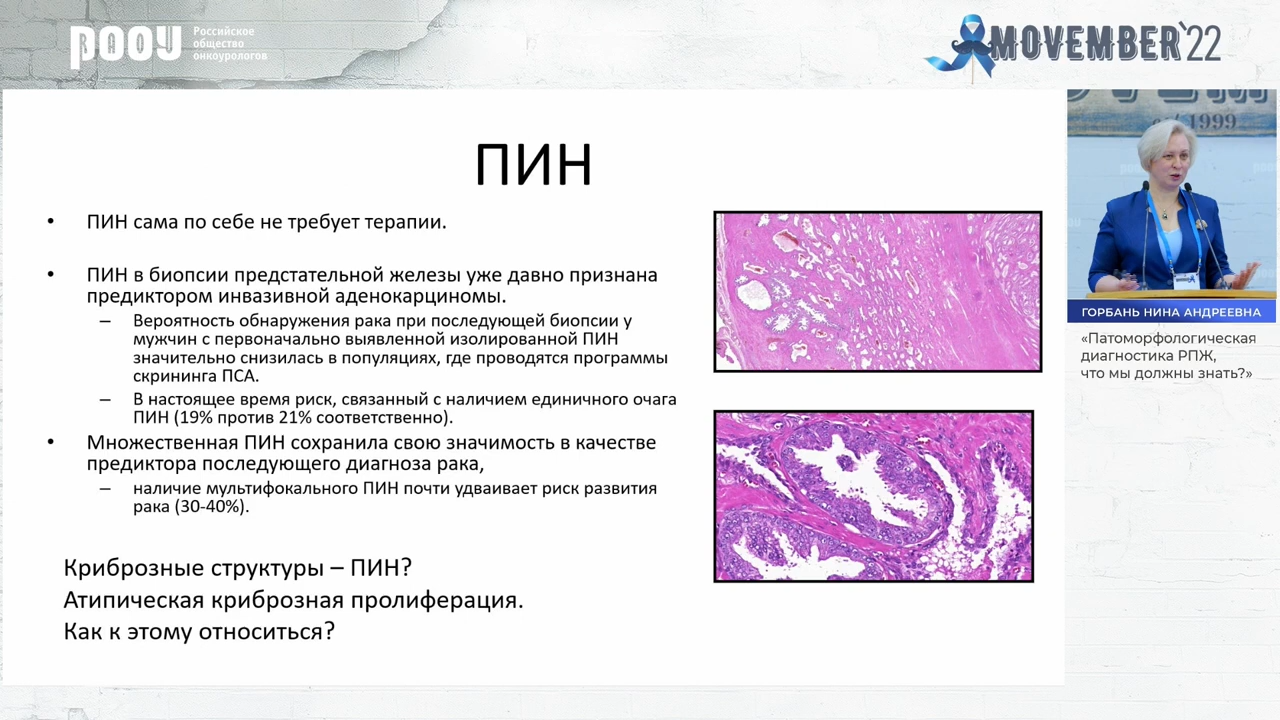 РООУ
Российское
общество
онкоурологов
MOVEMBER'22
ПИН
• ПИН сама по себе не требует терапии.
• ПИН в биопсии предстательной железы уже давно признана
предиктором инвазивной аденокарциномы.
– Вероятность обнаружения рака при последующей биопсии у
мужчин с первоначально выявленной изолированной ПИН
значительно снизилась в популяциях, где проводятся программы
скрининга ПСА.
– В настоящее время риск, связанный с наличием единичного очага
ПИН (19% против 21% соответственно).
• Множественная ПИН сохранила свою значимость в качестве
предиктора последующего диагноза рака,
– наличие мультифокального ПИН почти удваивает риск развития
рака (30-40%).
Криброзные структуры – ПИН?
Атипическая криброзная пролиферация.
Как к этому относиться?
1999
ГОРБАНЬ НИНА АНДРЕЕВНА
«Патоморфологическая
диагностика РПЖ,
что мы должны знать?»